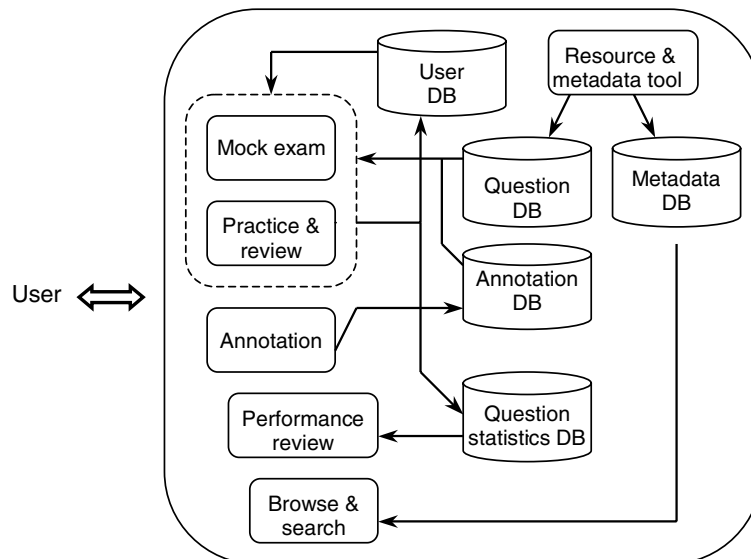 User
DB
Resource &
metadata tool
Mock exam
Question
DB
Metadata
DB
Practice &
review
User
Annotation
DB
Annotation
Performance
review
Question
statistics DB
Browse &
search